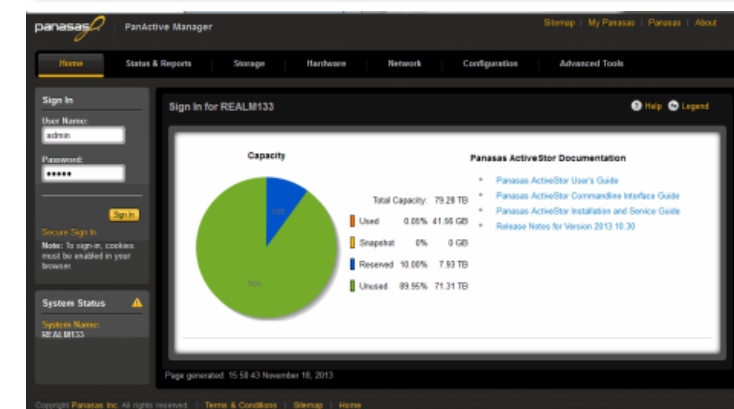 panasas
PanActive Manager
Sitemap | My Panasas | Panasas | About
Home
Status & Reports
Storage
Hardware
Network
Configuration
Advanced Tools
Sign In
User Name:
admin
Password:
•••••
Sign In
Secure Sign In
Note: To sign-in, cookies
must be enabled in your
browser.
System Status
System Name:
REALM133
Sign In for REALM133
Help
Legend
Capacity
10%
90%
Total Capacity: 79.28 TB
Used 0.05% 41.56 GB
Snapshot 0% 0 GB
Reserved 10.00% 7.93 TB
Unused 89.95% 71.31 TB
Panasas ActiveStor Documentation
Panasas ActiveStor User's Guide
Panasas ActiveStor Commandline Interface Guide
Panasas ActiveStor Installation and Service Guide
Release Notes for Version 2013.10.30
Page generated: 15:58:43 November 18, 2013
Copyright Panasas Inc. All rights reserved. | Terms & Conditions | Sitemap | Home